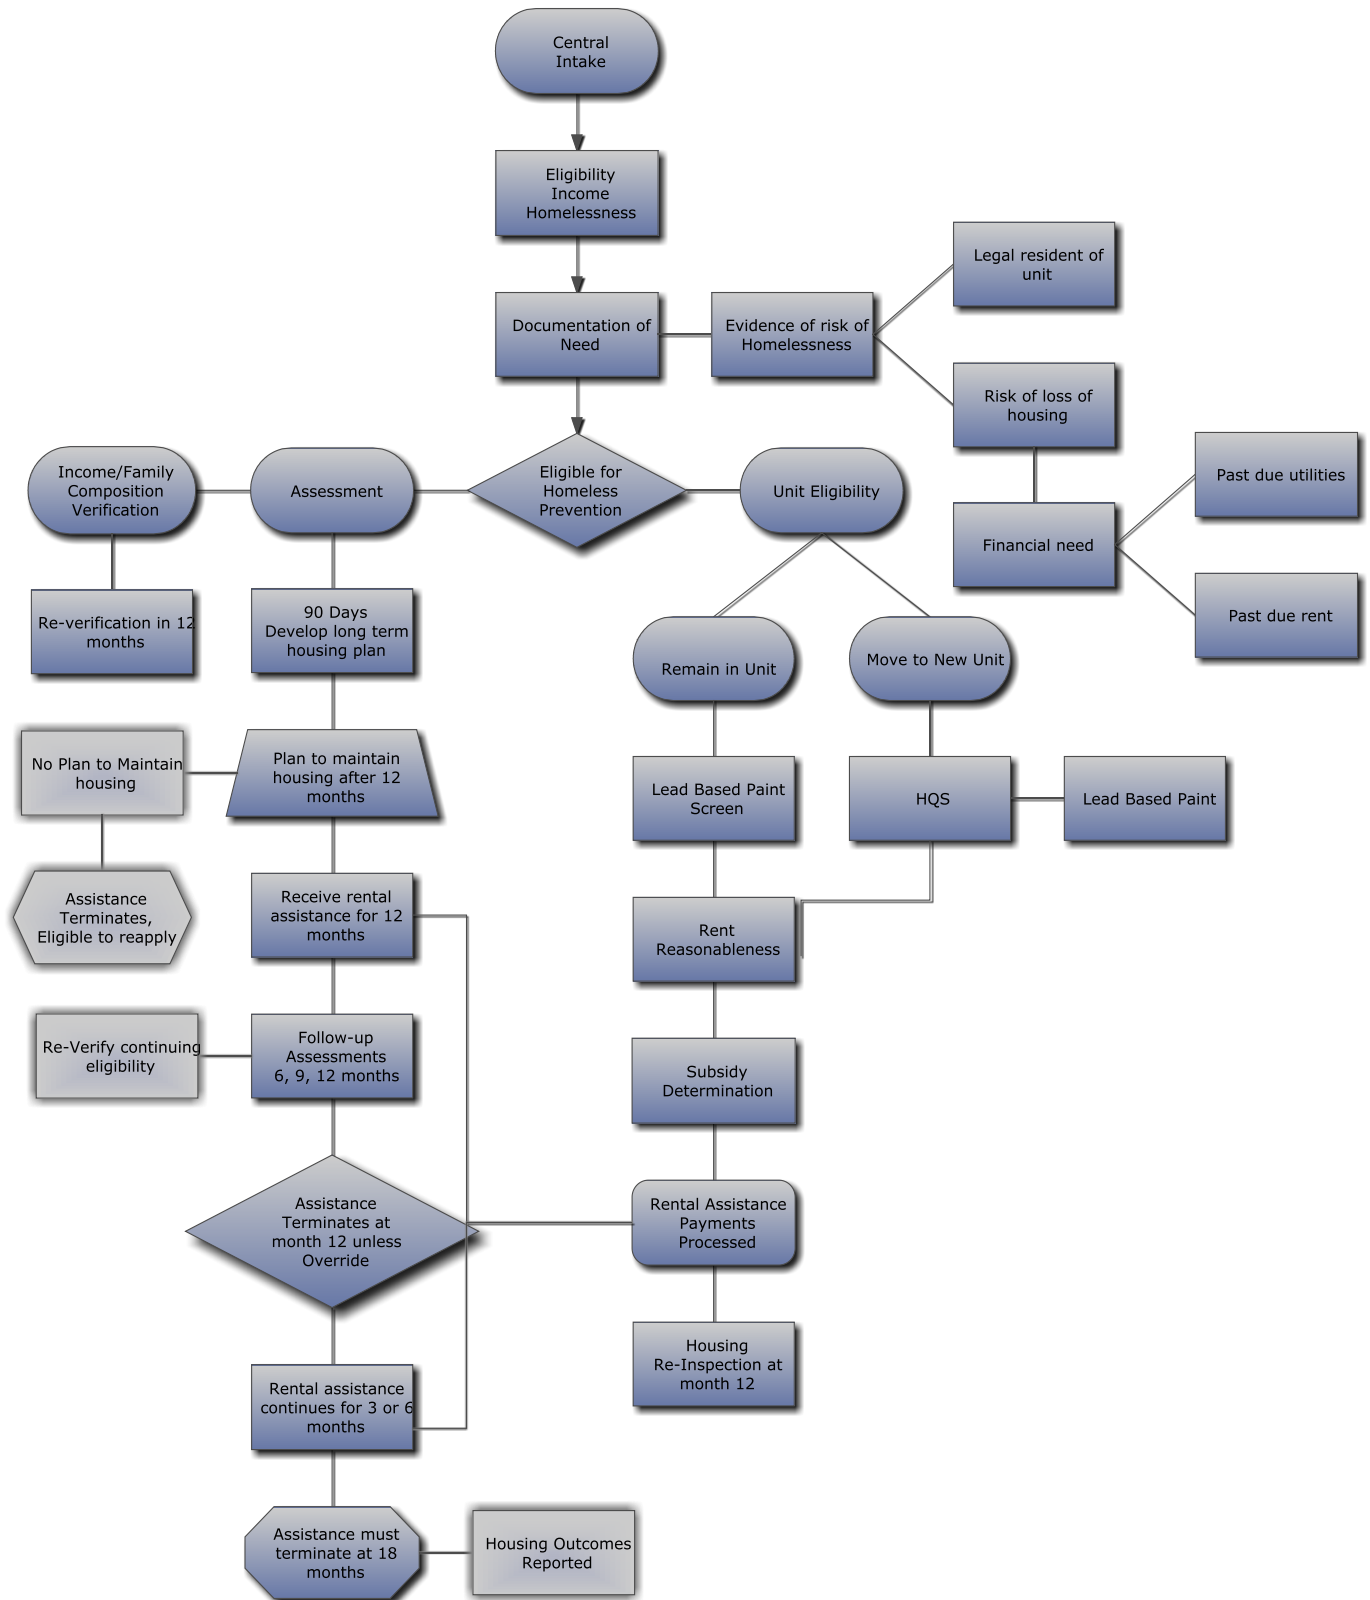 Central
Intake
Eligibility
Income
Homelessness
Documentation of
Need
Evidence of risk of
Homelessness
Legal resident of
unit
Risk of loss of
housing
Financial need
Past due utilities
Past due rent
Eligible for
Homeless
Prevention
Assessment
Income/Family
Composition
Verification
Re-verification in 12
months
Unit Eligibility
90 Days
Develop long term
housing plan
Plan to maintain
housing after 12
months
No Plan to Maintain
housing
Assistance
Terminates,
Eligible to reapply
Receive rental
assistance for 12
months
Follow-up
Assessments
6, 9, 12 months
Re-Verify continuing
eligibility
Assistance
Terminates at
month 12 unless
Override
Rental assistance
continues for 3 or 6
months
Assistance must
terminate at 18
months
Housing Outcomes
Reported
Remain in Unit
Move to New Unit
Lead Based Paint
Screen
HQS
Lead Based Paint
Rent
Reasonableness
Subsidy
Determination
Rental Assistance
Payments
Processed
Housing
Re-Inspection at
month 12